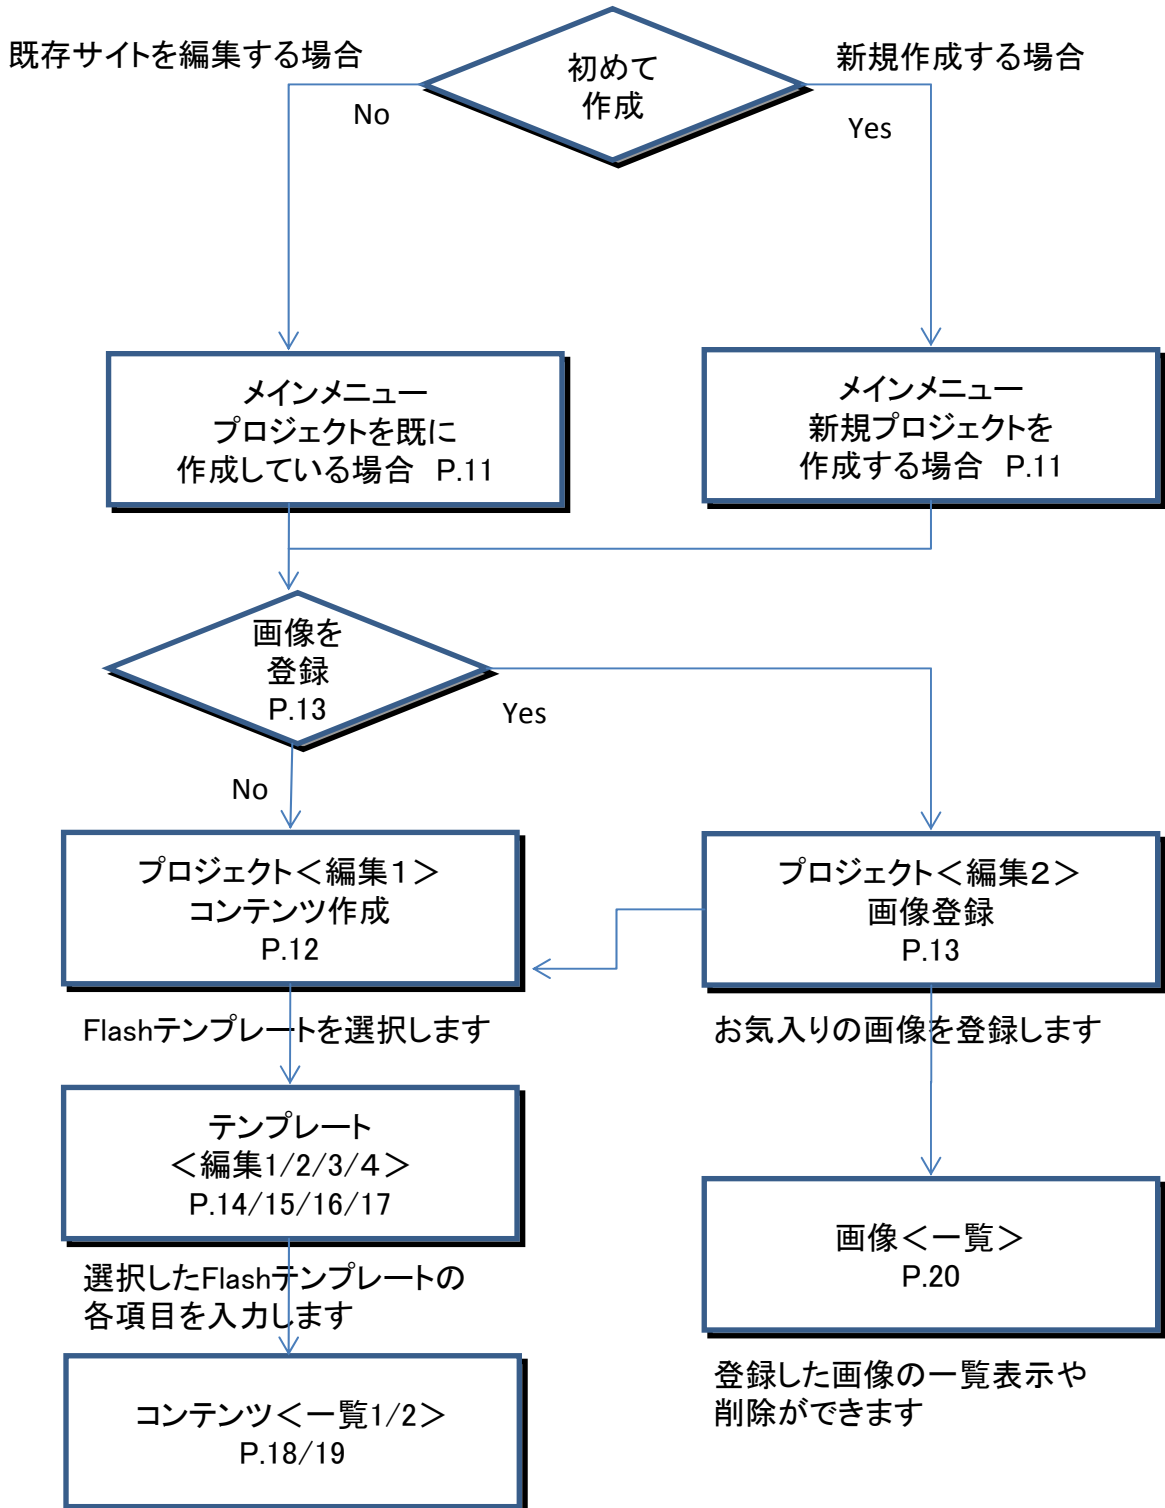 既存サイトを編集する場合
初めて
作成
新規作成する場合
No
Yes
メインメニュー
プロジェクトを既に
作成している場合 P.11
メインメニュー
新規プロジェクトを
作成する場合 P.11
画像を
登録
P.13
Yes
No
プロジェクト＜編集１＞
コンテンツ作成
P.12
プロジェクト＜編集２＞
画像登録
P.13
Flashテンプレートを選択します
お気入りの画像を登録します
テンプレート
＜編集1/2/3/4＞
P.14/15/16/17
画像＜一覧＞
P.20
選択したFlashテンプレートの
各項目を入力します
登録した画像の一覧表示や
削除ができます
コンテンツ＜一覧1/2＞
P.18/19